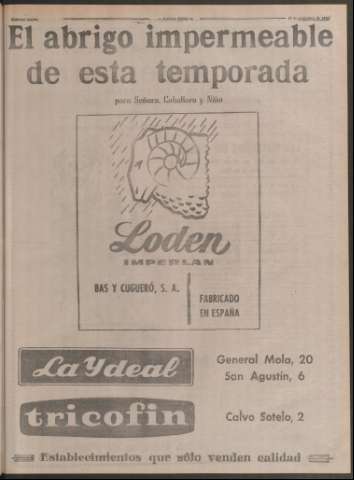 El abrigo impermeable
de esta temporada
para Señora, Caballero y Niño
Loden
IMPERLAN
BAS Y CUGUERÓ, S. A.
FABRICADO
EN ESPAÑA
La Ydeal
General Mola, 20
San Agustín, 6
tricofin
Calvo Sotelo, 2
Establecimientos que sólo venden calidad